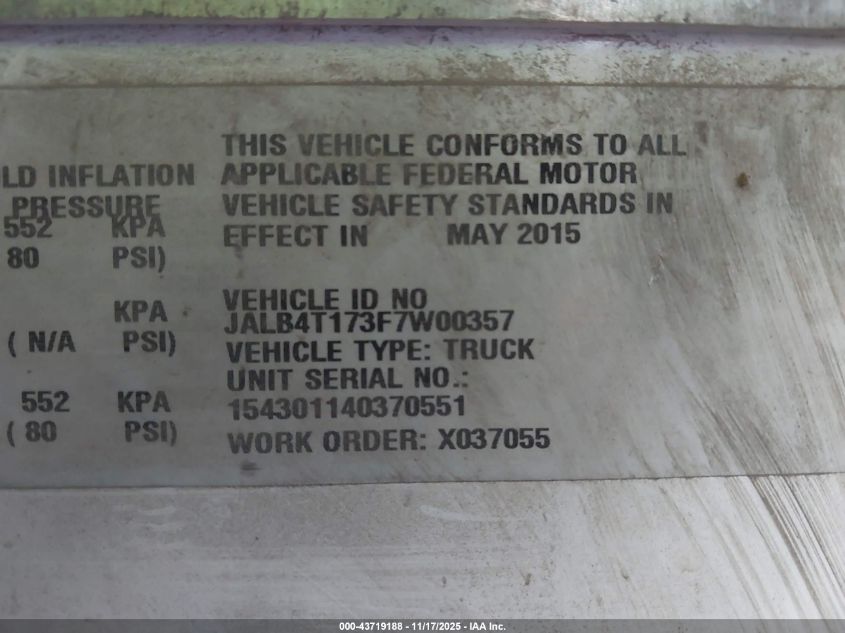 LD INFLATION
PRESSURE
552 KPA
80 PSI)
KPA
( N/A PSI)
552 KPA
( 80 PSI)
THIS VEHICLE CONFORMS TO ALL
APPLICABLE FEDERAL MOTOR
VEHICLE SAFETY STANDARDS IN
EFFECT IN MAY 2015
VEHICLE ID NO
JALB4T173F7W00357
VEHICLE TYPE: TRUCK
UNIT SERIAL NO.:
154301140370551
WORK ORDER: X037055
000-43719188 - 11/17/2025 - IAA Inc.